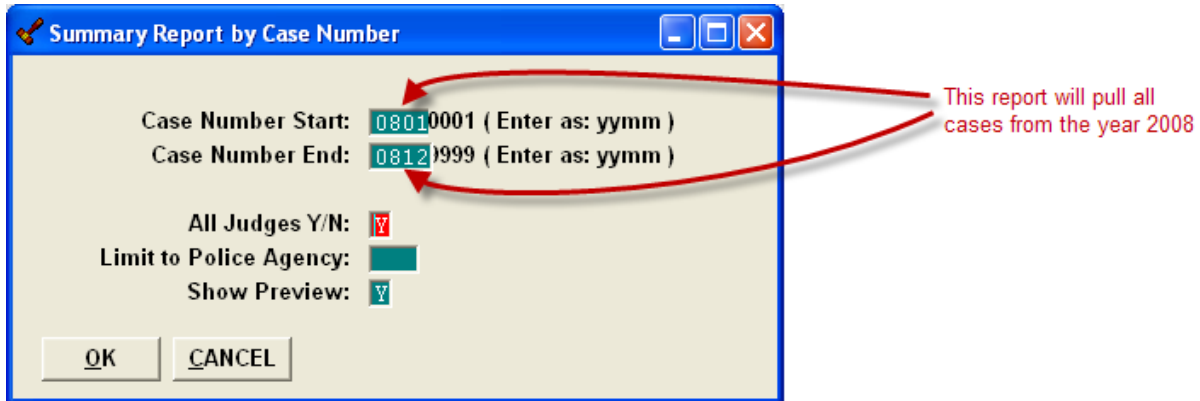 Summary Report by Case Number
Case Number Start: 08010001 ( Enter as: yymm )
Case Number End: 0812)999 ( Enter as: yymm )
This report will pull all
cases from the year 2008
All Judges Y/N: Y
Limit to Police Agency:
Show Preview: Y
OK CANCEL